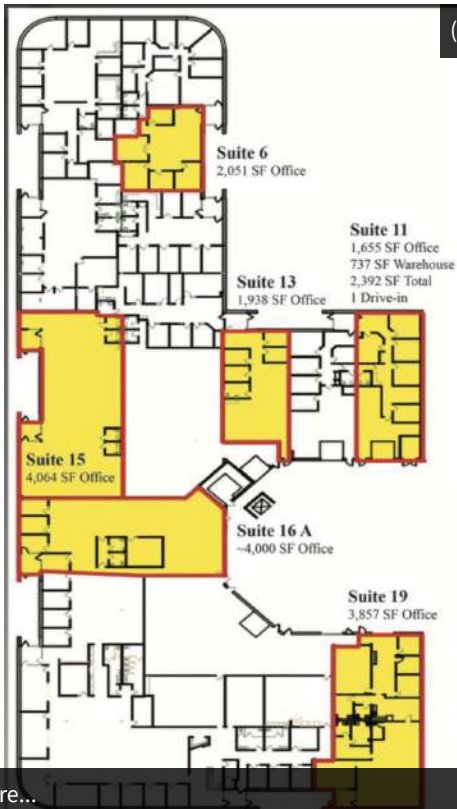 (
Suite 6
2,051 SF Office
Suite 11
1,655 SF Office
737 SF Warehouse
2,392 SF Total
1 Drive-in
Suite 13
1,938 SF Office
Suite 15
4,064 SF Office
Suite 16 A
~4,000 SF Office
Suite 19
3,857 SF Office
re...